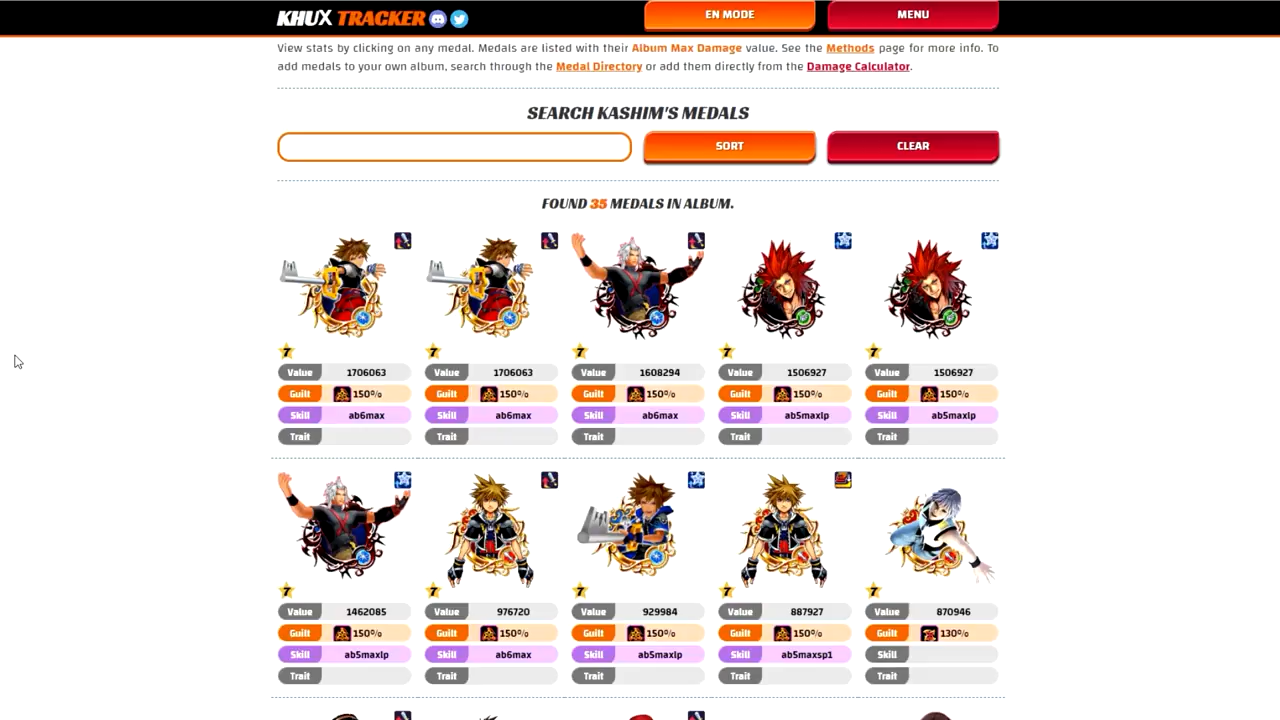 KHUX TRACKER
EN MODE
MENU
View stats by clicking on any medal. Medals are listed with their Album Max Damage value. See the Methods page for more info. To
add medals to your own album, search through the Medal Directory or add them directly from the Damage Calculator.
SEARCH KASHIM'S MEDALS
SORT
CLEAR
FOUND 35 MEDALS IN ALBUM.
7 7 7 7 7
Value 1706063 Value 1706063 Value 1608294 Value 1506927 Value 1506927
Guilt 150% Guilt 150% Guilt 150% Guilt 150% Guilt 150%
Skill ab6max Skill ab6max Skill ab6max Skill ab5maxlp Skill ab5maxlp
Trait Trait Trait Trait Trait
7 7 7 7 7
Value 1462085 Value 976720 Value 929984 Value 887927 Value 870946
Guilt 150% Guilt 150% Guilt 150% Guilt 150% Guilt 130%
Skill ab5maxlp Skill ab6max Skill ab5maxlp Skill ab5maxsp1 Skill
Trait Trait Trait Trait Trait